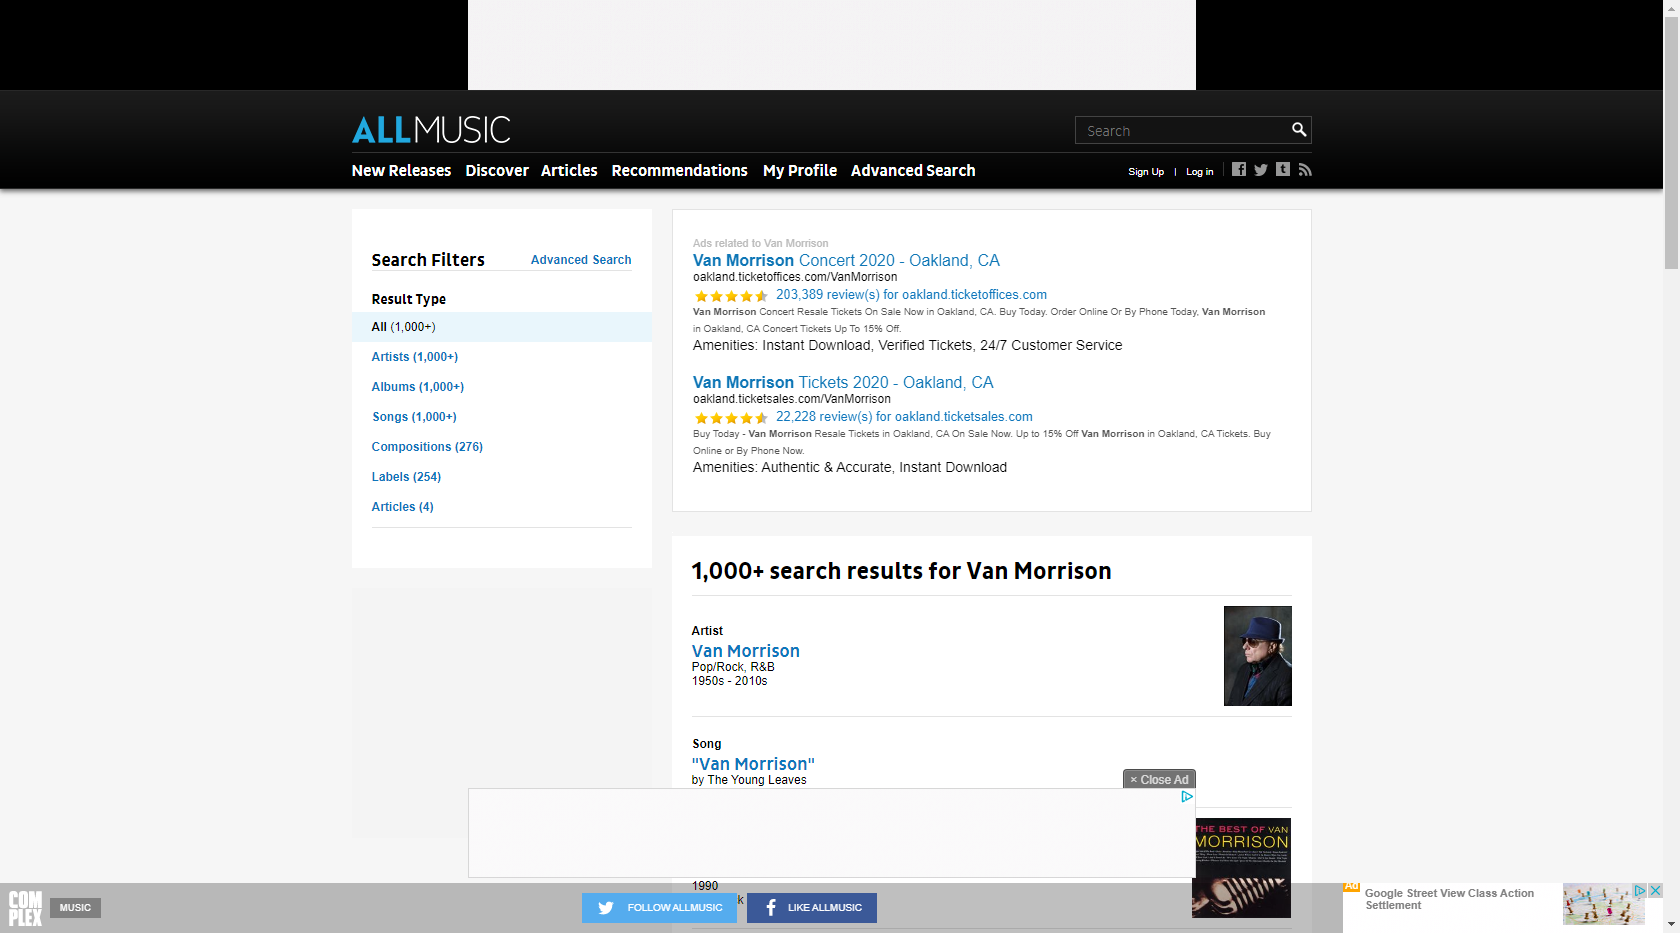 ALLMUSIC
Search
New Releases Discover Articles Recommendations My Profile Advanced Search
Sign Up | Log in
Search Filters
Advanced Search
Result Type
All (1,000+)
Artists (1,000+)
Albums (1,000+)
Songs (1,000+)
Compositions (276)
Labels (254)
Articles (4)
Ads related to Van Morrison
Van Morrison Concert 2020 - Oakland, CA
oakland.ticketoffices.com/VanMorrison
203,389 review(s) for oakland.ticketoffices.com
Van Morrison Concert Resale Tickets On Sale Now in Oakland, CA. Buy Today. Order Online Or By Phone Today, Van Morrison
in Oakland, CA Concert Tickets Up To 15% Off.
Amenities: Instant Download, Verified Tickets, 24/7 Customer Service
Van Morrison Tickets 2020 - Oakland, CA
oakland.ticketsales.com/VanMorrison
22,228 review(s) for oakland.ticketsales.com
Buy Today - Van Morrison Resale Tickets in Oakland, CA On Sale Now. Up to 15% Off Van Morrison in Oakland, CA Tickets. Buy
Online or By Phone Now.
Amenities: Authentic & Accurate, Instant Download
1,000+ search results for Van Morrison
Artist
Van Morrison
Pop/Rock, R&B
1950s - 2010s
Song
"Van Morrison"
by The Young Leaves
× Close Ad
THE BEST OF VAN
MORRISON
1990
k
COM
PLEX
MUSIC
FOLLOW ALLMUSIC
LIKE ALLMUSIC
Ad
Google Street View Class Action
Settlement